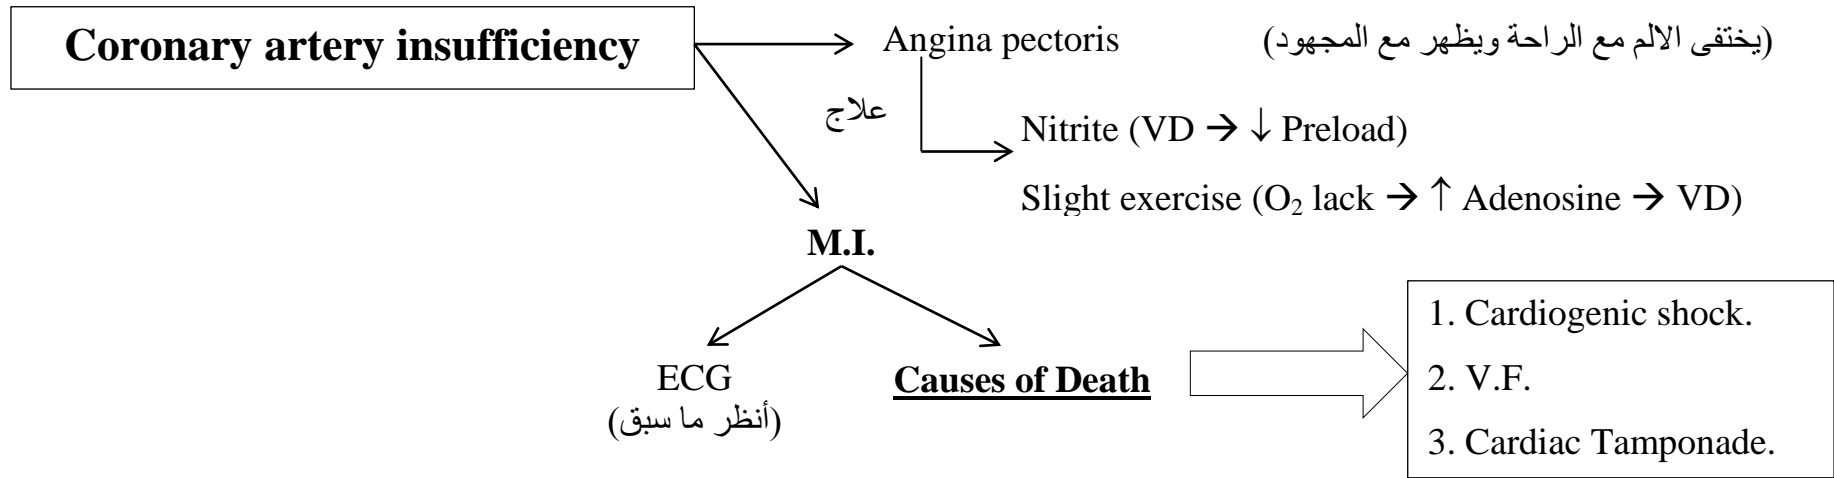 Coronary artery insufficiency
Angina pectoris
(يختفى الالم مع الراحة ويظهر مع المجهود)
علاج
Nitrite (VD → ↓ Preload)
Slight exercise (O₂ lack → ↑ Adenosine → VD)
M.I.
ECG
(أنظر ما سبق)
Causes of Death
1. Cardiogenic shock.
2. V.F.
3. Cardiac Tamponade.